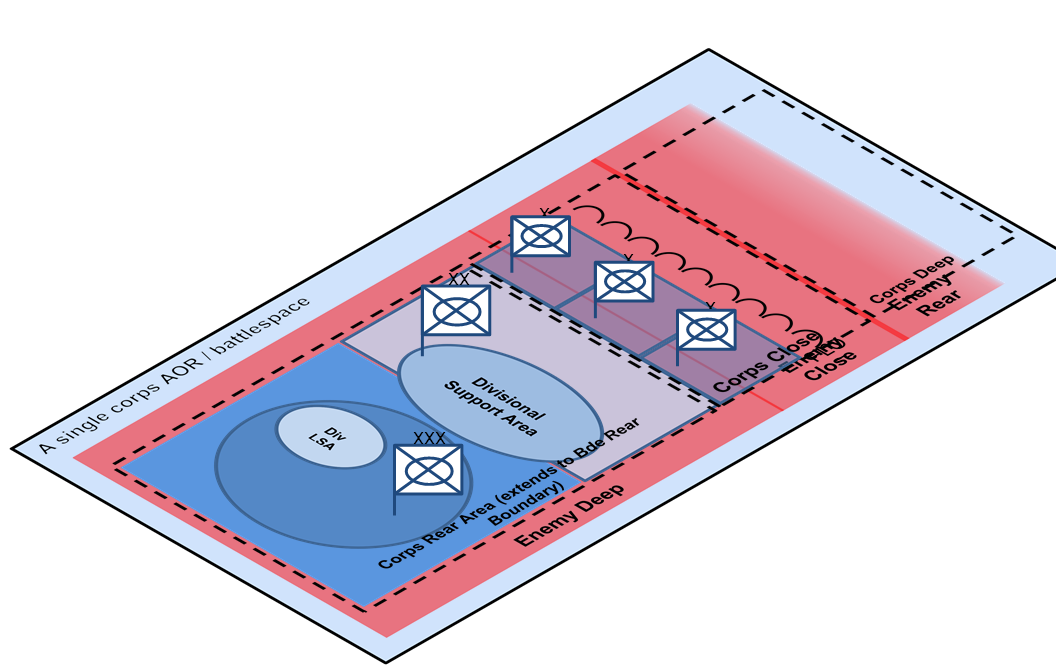 A single corps AOR / battlespace
X
X
X
XX
XXX
Corps Deep
Enemy
Rear
Corps Close
Enemy
Close
Divisional
Support Area
Div
LSA
Corps Rear Area (extends to Bde Rear
Boundary)
Enemy Deep